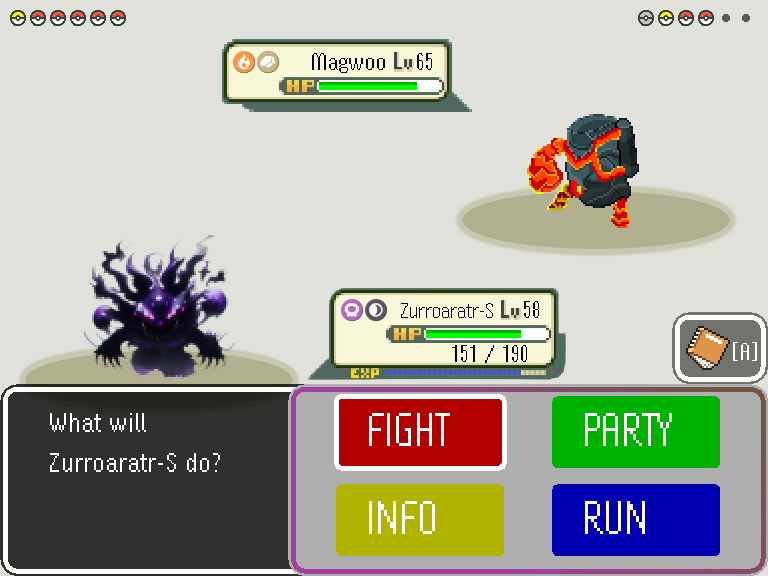 Magwoo Lv65
HP
Zurroaratr-S Lv58
HP
151 / 190
EXP
[A]
What will
Zurroaratr-S do?
FIGHT
PARTY
INFO
RUN